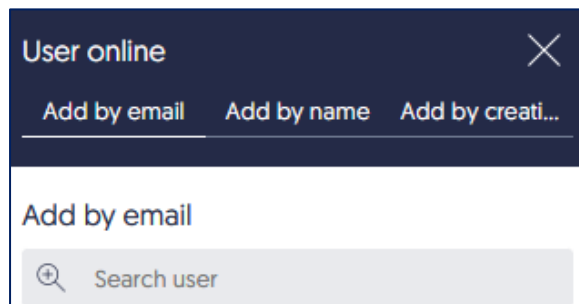 User online
Add by email Add by name Add by creati...
Add by email
Search user